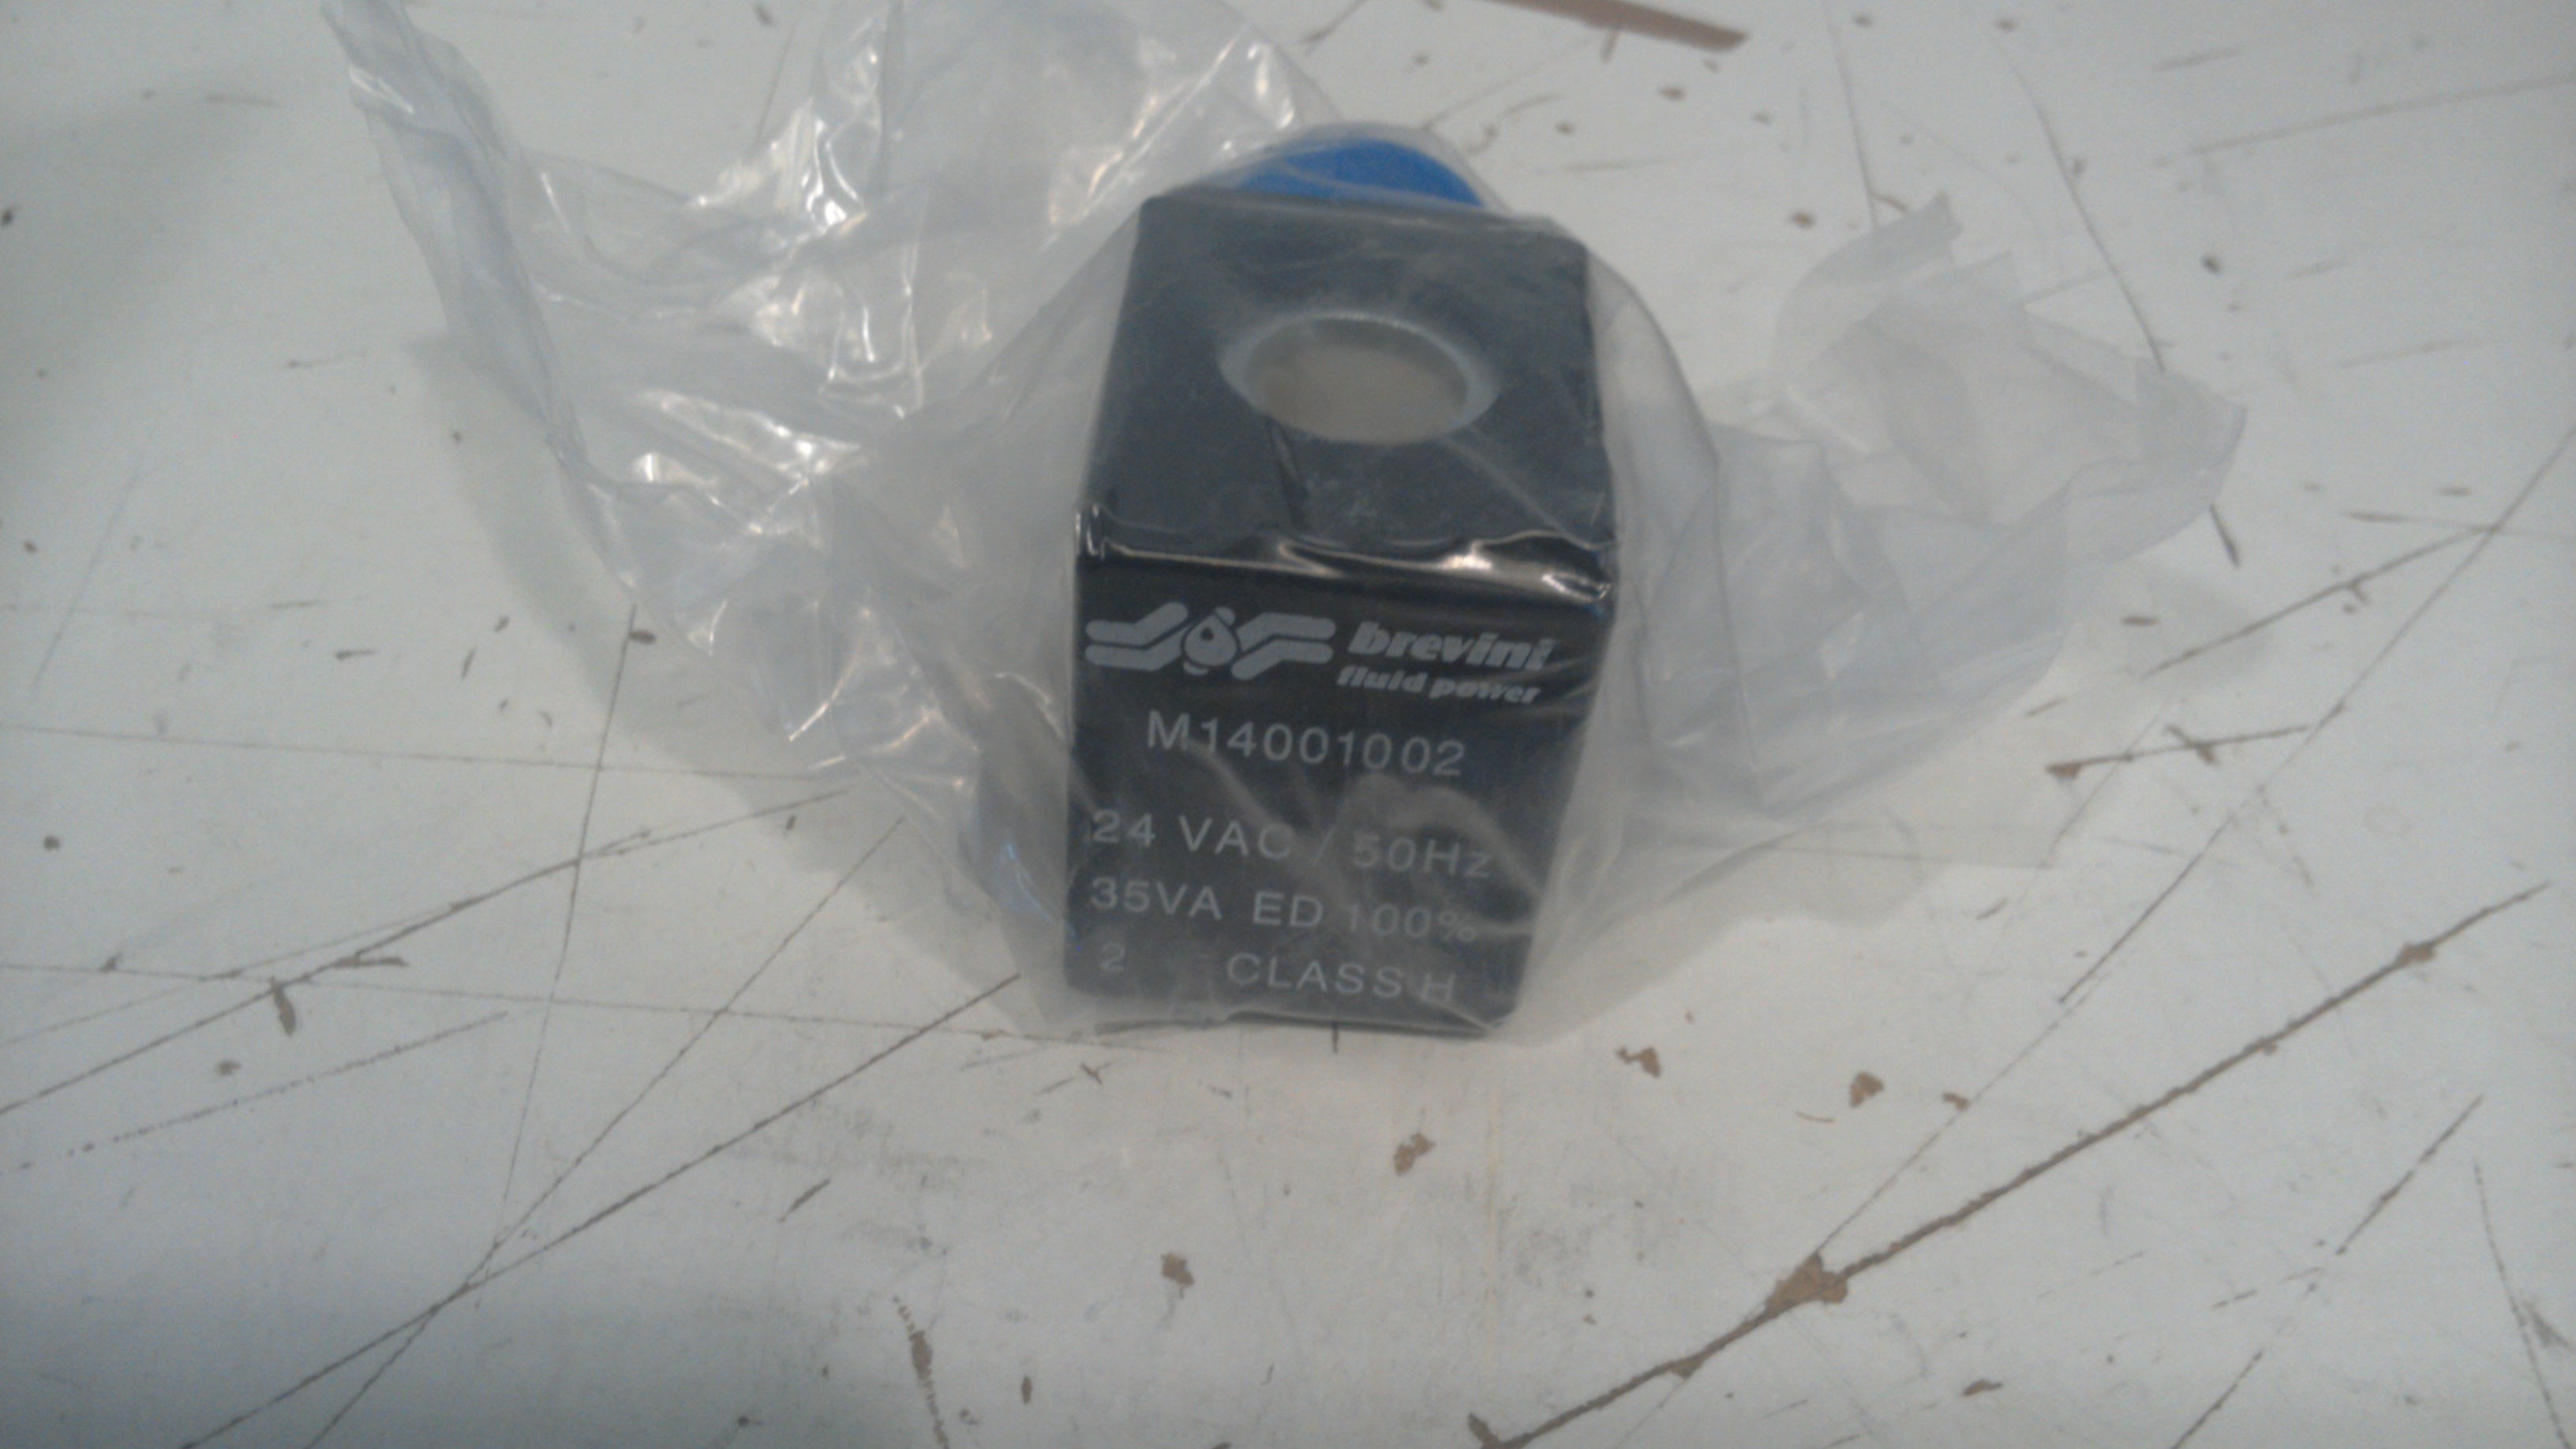 brevini
fluid power
M14001002
24 VAC / 50Hz
35VA ED 100%
2 CLASS H